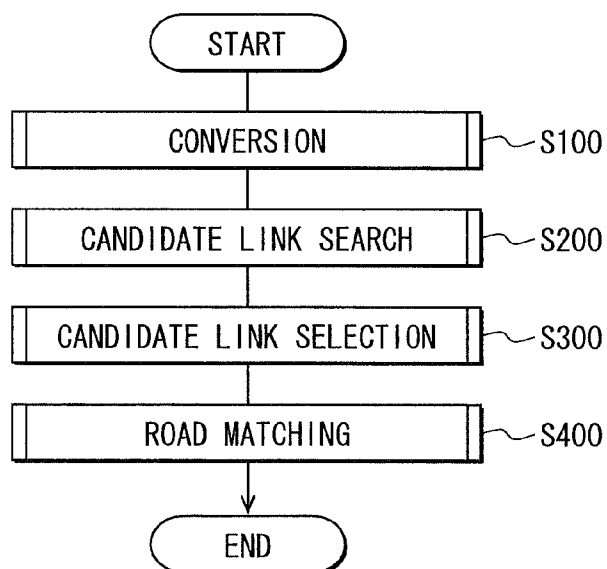 START
CONVERSION
S100
CANDIDATE LINK SEARCH
S200
CANDIDATE LINK SELECTION
S300
ROAD MATCHING
S400
END